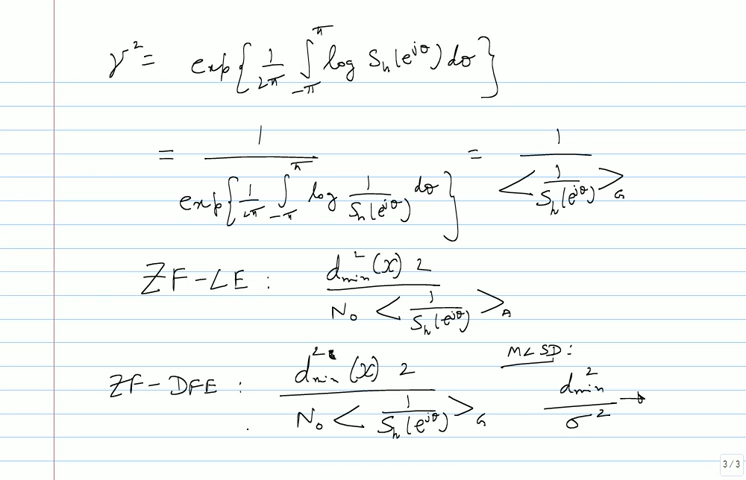 γ² = exp{ 1/2π ∫_{-π}^{π} log S_h(e^{jθ}) dθ }
= 1 / exp{ 1/2π ∫_{-π}^{π} log 1/S_h(e^{jθ}) dθ } = 1 / < 1/S_h(e^{jθ}) >_G
ZF-LE : d²_min(X) 2 / N₀ < 1/S_h(e^{jθ}) >_A
MLSD :
ZF-DFE : d²_min(X) 2 / N₀ < 1/S_h(e^{jθ}) >_G d²_min / σ² →
3 / 3